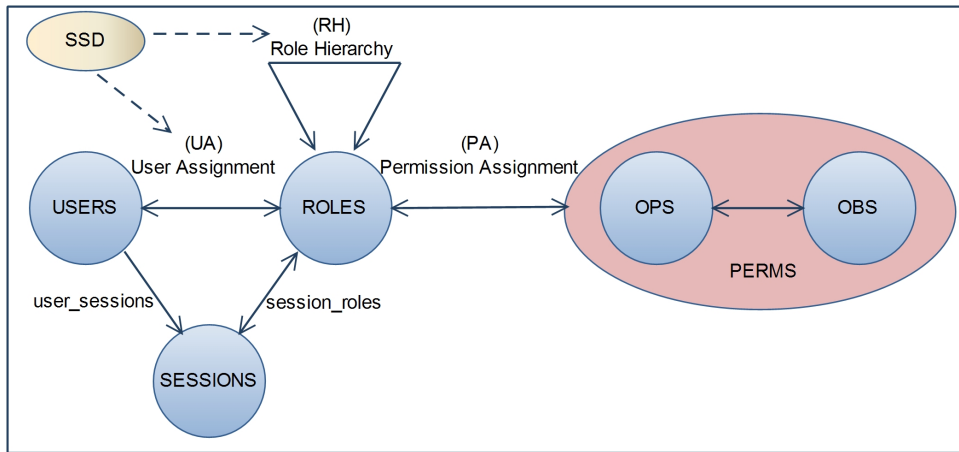 SSD
(RH)
Role Hierarchy
(UA)
User Assignment
(PA)
Permission Assignment
USERS
ROLES
OPS
OBS
PERMS
user_sessions
session_roles
SESSIONS